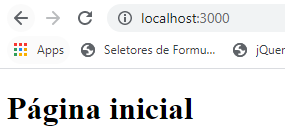 localhost:3000
Apps Seletores de Formu... jQuer
Página inicial